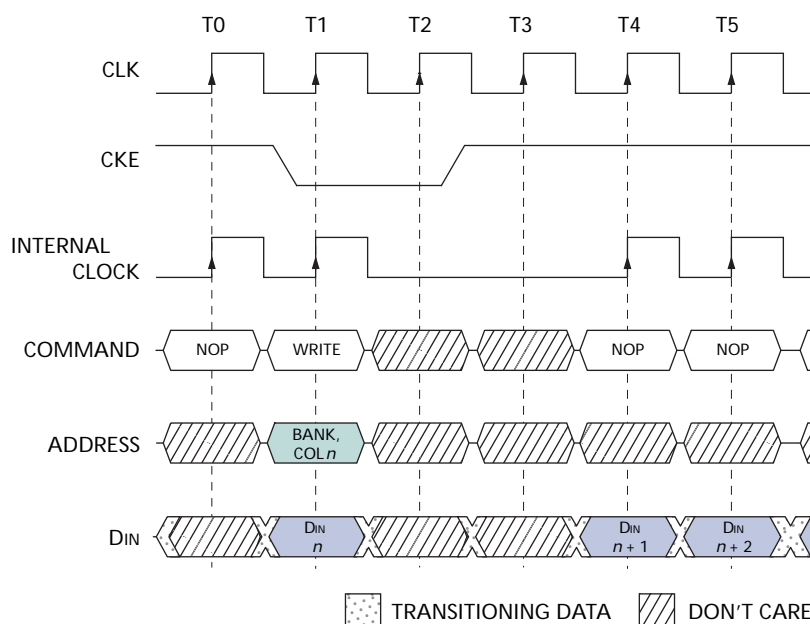 T0 T1 T2 T3 T4 T5
CLK
CKE
INTERNAL
CLOCK
COMMAND NOP WRITE NOP NOP
ADDRESS BANK,
COL n
DIN DIN
n DIN
n + 1 DIN
n + 2
TRANSITIONING DATA DON'T CARE